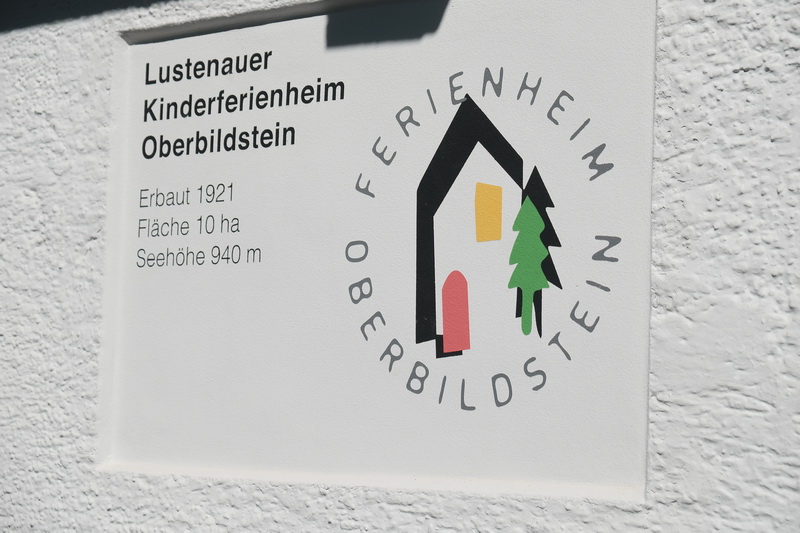 Lustenauer
Kinderferienheim
Oberbildstein
Erbaut 1921
Fläche 10 ha
Seehöhe 940 m
FERIENHEIM
OBERBILDSTEIN